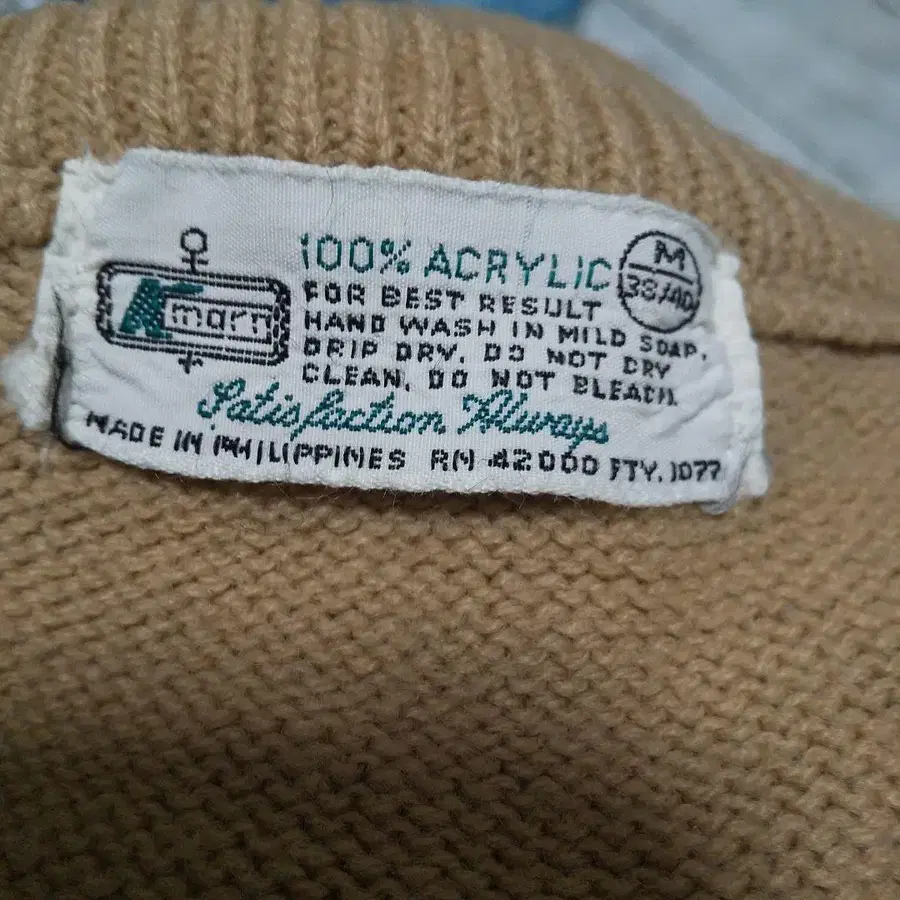 Kmart
100% ACRYLIC
M
38/40
FOR BEST RESULT
HAND WASH IN MILD SOAP,
DRIP DRY, DO NOT DRY
CLEAN, DO NOT BLEACH.
Satisfaction Always
MADE IN PHILIPPINES RN 42000 FTY. 1077